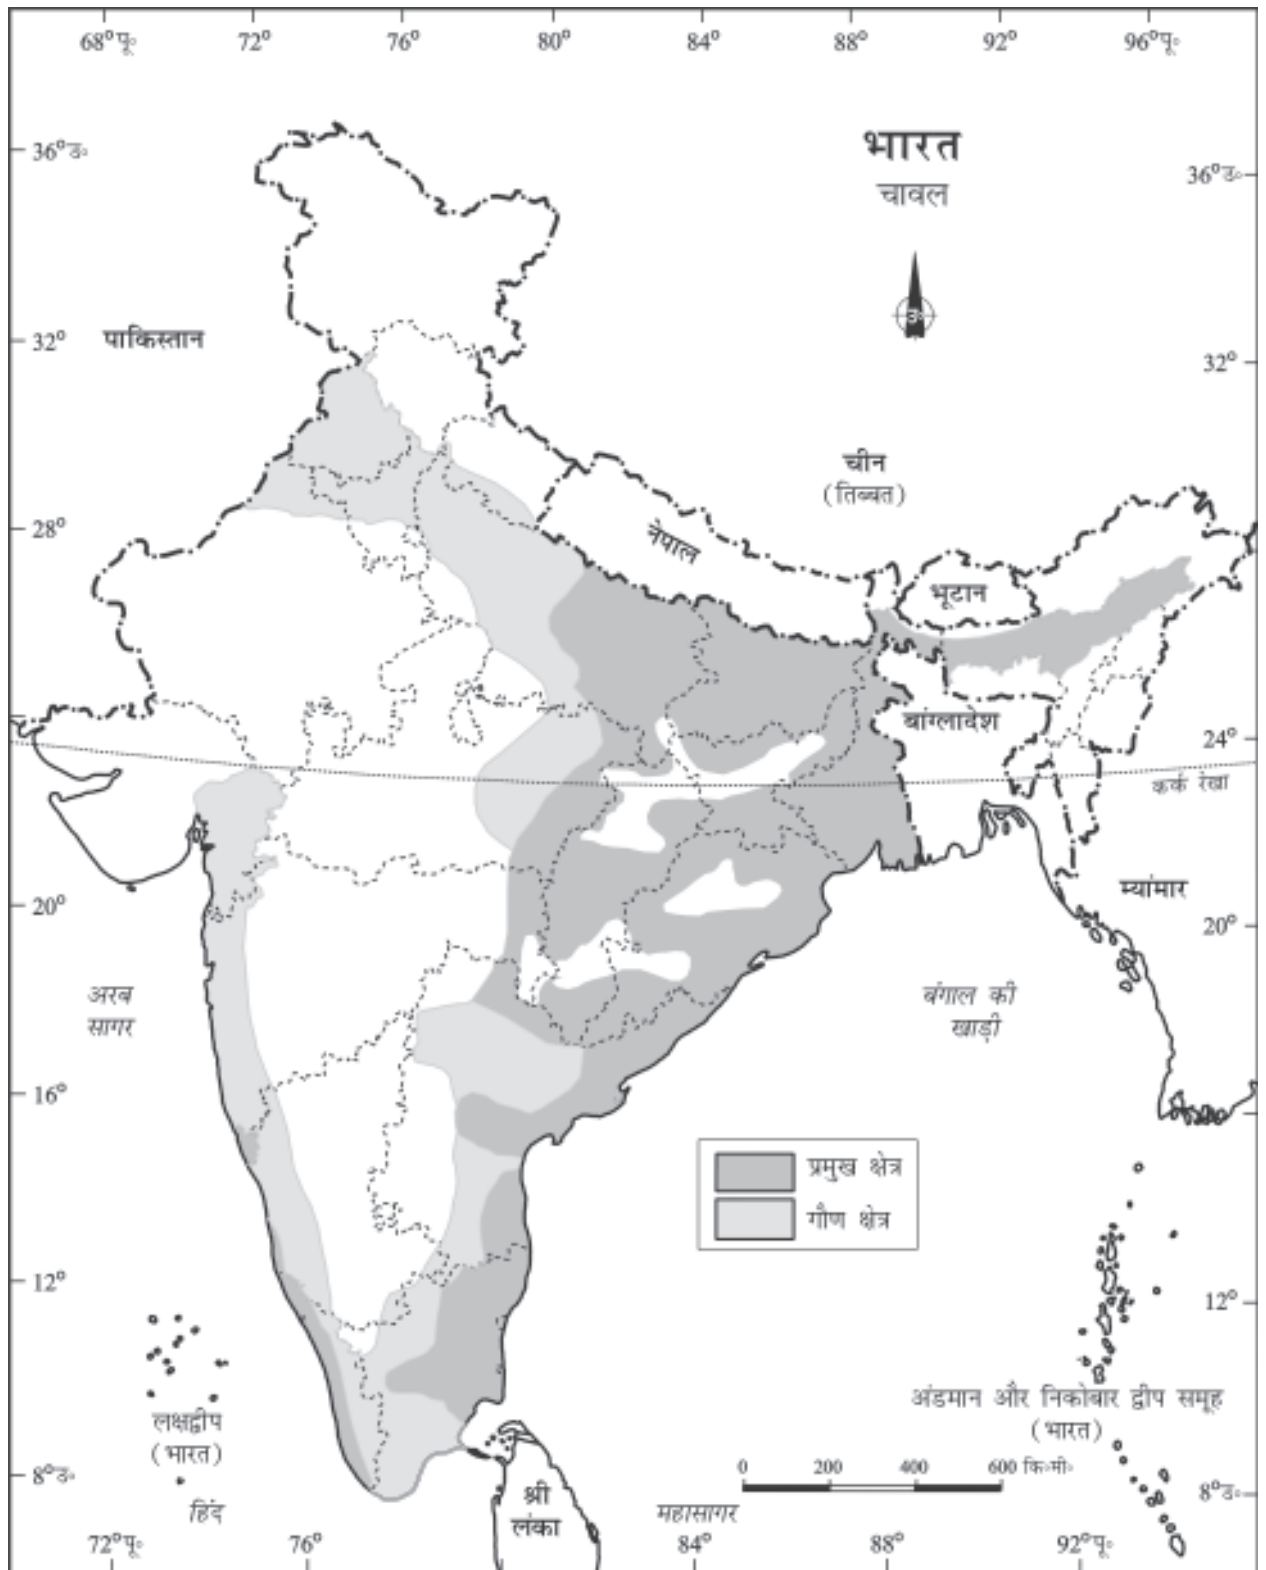 68°पू॰ 72° 76° 80° 84° 88° 92° 96°पू॰
भारत
चावल
36°उ॰ 36°उ॰
उ॰
पाकिस्तान
32° 32°
चीन
(तिब्बत)
28°
नेपाल
भूटान
बांग्लादेश
24°
कर्क रेखा
म्यांमार
20° 20°
अरब
सागर
बंगाल की
खाड़ी
16°
प्रमुख क्षेत्र
गौण क्षेत्र
12° 12°
अंडमान और निकोबार द्वीप समूह
(भारत)
लक्षद्वीप
(भारत)
0 200 400 600 कि॰मी॰
8°उ॰ 8°उ॰
श्री
लंका
हिंद महासागर
72°पू॰ 76° 84° 88° 92°पू॰